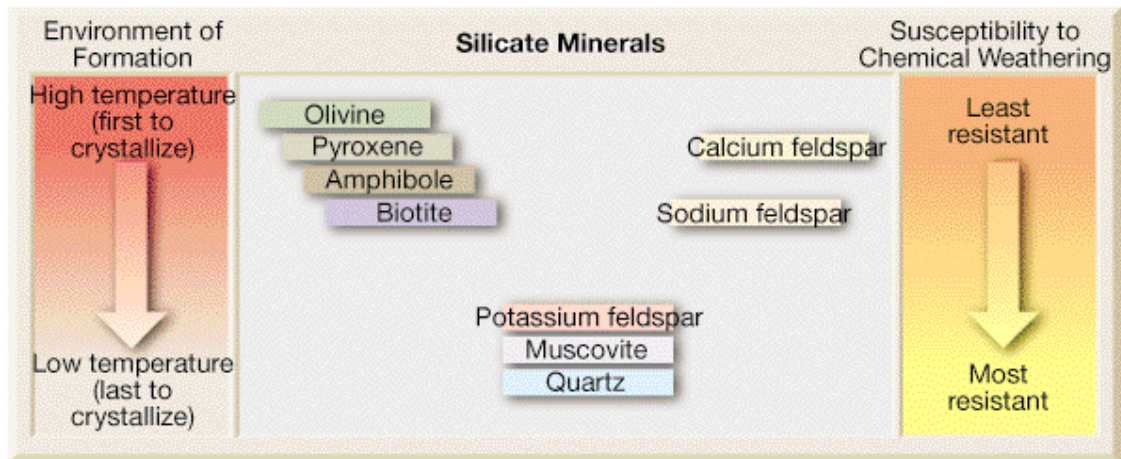 Environment of
Formation
High temperature
(first to
crystallize)
Low temperature
(last to
crystallize)
Silicate Minerals
Olivine
Pyroxene
Amphibole
Biotite
Calcium feldspar
Sodium feldspar
Potassium feldspar
Muscovite
Quartz
Susceptibility to
Chemical Weathering
Least
resistant
Most
resistant